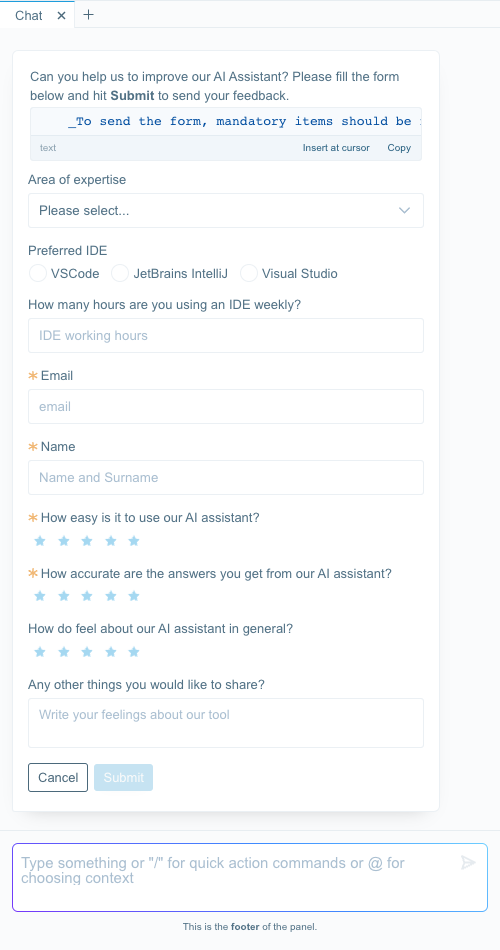 Chat
Can you help us to improve our AI Assistant? Please fill the form
below and hit Submit to send your feedback.
_To send the form, mandatory items should be
text
Insert at cursor
Copy
Area of expertise
Please select...
Preferred IDE
VSCode
JetBrains IntelliJ
Visual Studio
How many hours are you using an IDE weekly?
IDE working hours
* Email
email
* Name
Name and Surname
* How easy is it to use our AI assistant?
* How accurate are the answers you get from our AI assistant?
How do feel about our AI assistant in general?
Any other things you would like to share?
Write your feelings about our tool
Cancel
Submit
Type something or "/" for quick action commands or @ for
choosing context
This is the footer of the panel.